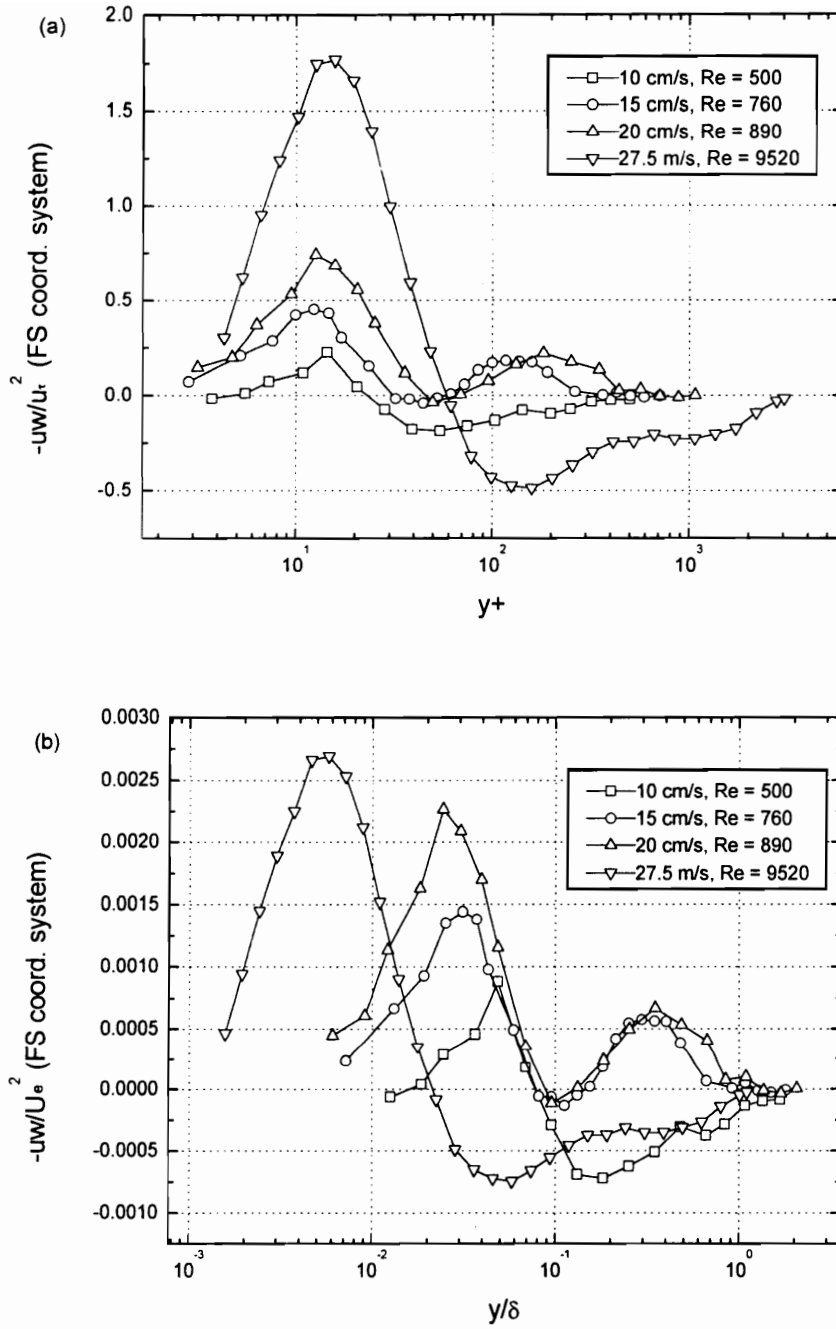 (a)
2.0
1.5
1.0
0.5
0.0
-0.5
-uw/uτ² (FS coord. system)
10 cm/s, Re = 500
15 cm/s, Re = 760
20 cm/s, Re = 890
27.5 m/s, Re = 9520
10¹
10²
10³
y+
(b)
0.0030
0.0025
0.0020
0.0015
0.0010
0.0005
0.0000
-0.0005
-0.0010
-uw/Ue² (FS coord. system)
10 cm/s, Re = 500
15 cm/s, Re = 760
20 cm/s, Re = 890
27.5 m/s, Re = 9520
10⁻³
10⁻²
10⁻¹
10⁰
y/δ